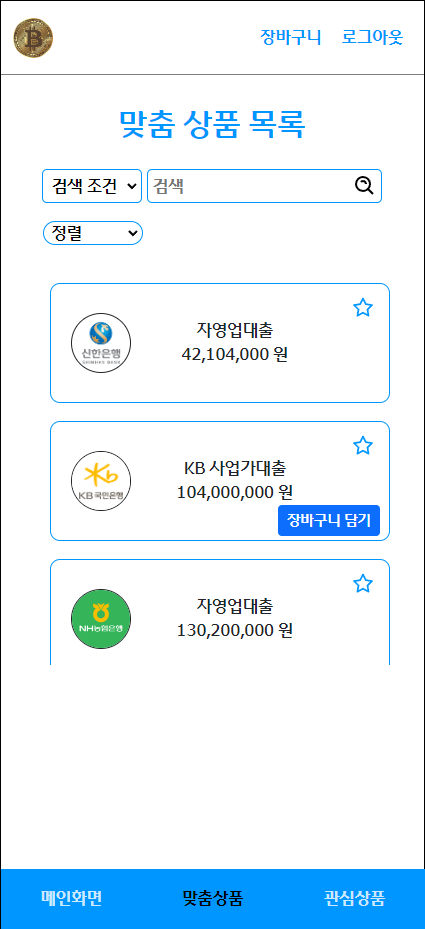 장바구니 로그아웃
맞춤 상품 목록
검색 조건 검색
정렬
자영업대출
신한은행
SHINHAN BANK
42,104,000 원
KB 사업가대출
KB국민은행
104,000,000 원
장바구니 담기
자영업대출
NH농협은행
130,200,000 원
메인화면 맞춤상품 관심상품